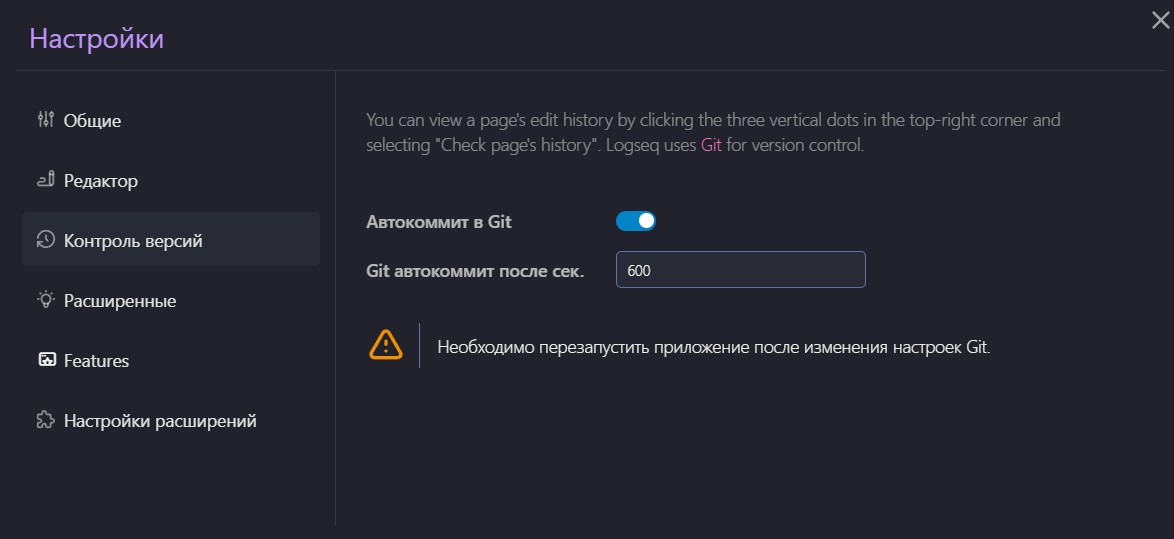 Настройки
Общие
Редактор
Контроль версий
Расширенные
Features
Настройки расширений
You can view a page's edit history by clicking the three vertical dots in the top-right corner and
selecting "Check page's history". Logseq uses Git for version control.
Автокоммит в Git
Git автокоммит после сек.
600
Необходимо перезапустить приложение после изменения настроек Git.